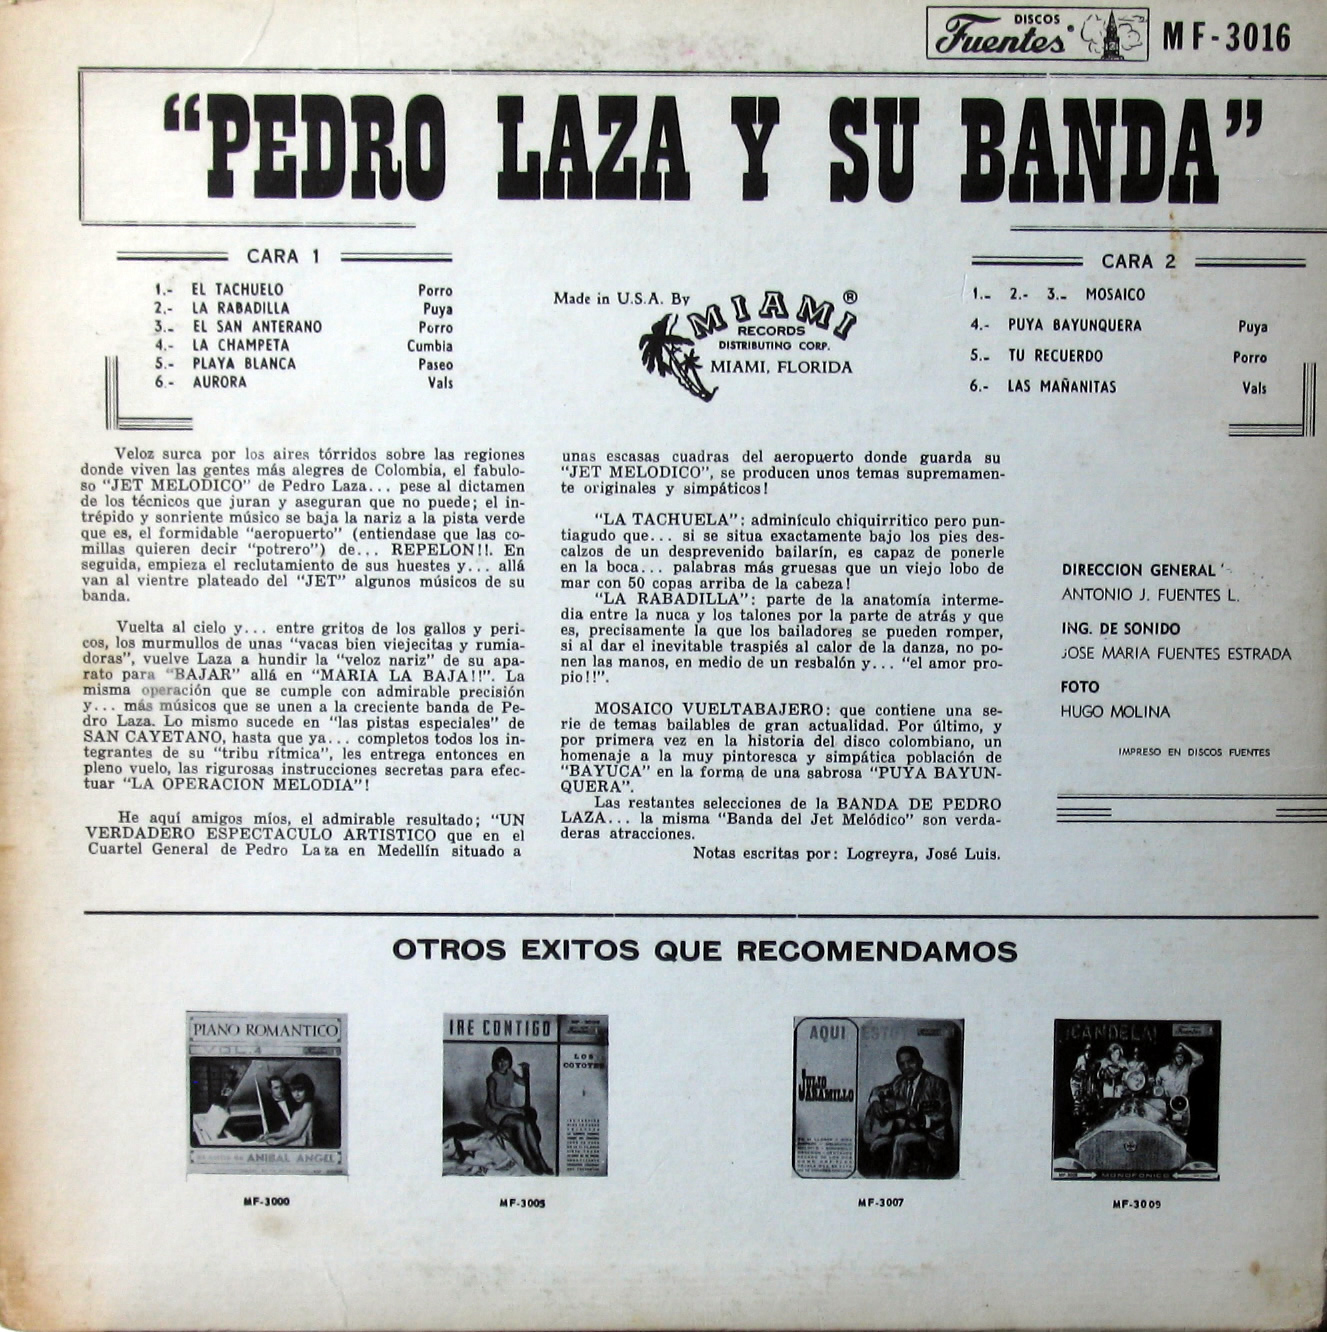 DISCOS
Fuentes®
MF-3016
"PEDRO LAZA Y SU BANDA"
CARA 1
1.- EL TACHUELO Porro
2.- LA RABADILLA Puya
3.- EL SAN ANTERANO Porro
4.- LA CHAMPETA Cumbia
5.- PLAYA BLANCA Paseo
6.- AURORA Vals
Made in U.S.A. By
MIAMI®
RECORDS
DISTRIBUTING CORP.
MIAMI, FLORIDA
CARA 2
1.- 2.- 3.- MOSAICO
4.- PUYA BAYUNQUERA Puya
5.- TU RECUERDO Porro
6.- LAS MAÑANITAS Vals
Veloz surca por los aires tórridos sobre las regiones
donde viven las gentes más alegres de Colombia, el fabulo-
so "JET MELODICO" de Pedro Laza... pese al dictamen
de los técnicos que juran y aseguran que no puede; el in-
trépido y sonriente músico se baja la nariz a la pista verde
que es, el formidable "aeropuerto" (entiendase que las co-
millas quieren decir "potrero") de... REPELON!!. En
seguida, empieza el reclutamiento de sus huestes y... allá
van al vientre plateado del "JET" algunos músicos de su
banda.
Vuelta al cielo y... entre gritos de los gallos y peri-
cos, los murmullos de unas "vacas bien viejecitas y rumia-
doras", vuelve Laza a hundir la "veloz nariz" de su apa-
rato para "BAJAR" allá en "MARIA LA BAJA!!". La
misma operación que se cumple con admirable precisión
y... más músicos que se unen a la creciente banda de Pe-
dro Laza. Lo mismo sucede en "las pistas especiales" de
SAN CAYETANO, hasta que ya... completos todos los in-
tegrantes de su "tribu rítmica", les entrega entonces en
pleno vuelo, las rigurosas instrucciones secretas para efec-
tuar "LA OPERACION MELODIA"!
He aquí amigos míos, el admirable resultado; "UN
VERDADERO ESPECTACULO ARTISTICO que en el
Cuartel General de Pedro Laza en Medellín situado a
unas escasas cuadras del aeropuerto donde guarda su
"JET MELODICO", se producen unos temas supremamen-
te originales y simpáticos!
"LA TACHUELA": adminículo chiquirritico pero pun-
tiagudo que... si se situa exactamente bajo los pies des-
calzos de un desprevenido bailarín, es capaz de ponerle
en la boca... palabras más gruesas que un viejo lobo de
mar con 50 copas arriba de la cabeza!
"LA RABADILLA": parte de la anatomía interme-
dia entre la nuca y los talones por la parte de atrás y que
es, precisamente la que los bailadores se pueden romper,
si al dar el inevitable traspiés al calor de la danza, no po-
nen las manos, en medio de un resbalón y... "el amor pro-
pio!!".
MOSAICO VUELTABAJERO: que contiene una se-
rie de temas bailables de gran actualidad. Por último, y
por primera vez en la historia del disco colombiano, un
homenaje a la muy pintoresca y simpática población de
"BAYUCA" en la forma de una sabrosa "PUYA BAYUN-
QUERA".
Las restantes selecciones de la BANDA DE PEDRO
LAZA... la misma "Banda del Jet Melódico" son verda-
deras atracciones.
Notas escritas por: Logreyra, José Luis.
DIRECCION GENERAL
ANTONIO J. FUENTES L.
ING. DE SONIDO
JOSE MARIA FUENTES ESTRADA
FOTO
HUGO MOLINA
IMPRESO EN DISCOS FUENTES
OTROS EXITOS QUE RECOMENDAMOS
PIANO ROMANTICO
VOL. 4
ANIBAL ANGEL
MF-3000
IRE CONTIGO
LOS
COYOTES
MF-3005
AQUI ESTOY
JULIO
JARAMILLO
MF-3007
¡CANDELA!
MONOFONICO
MF-3009